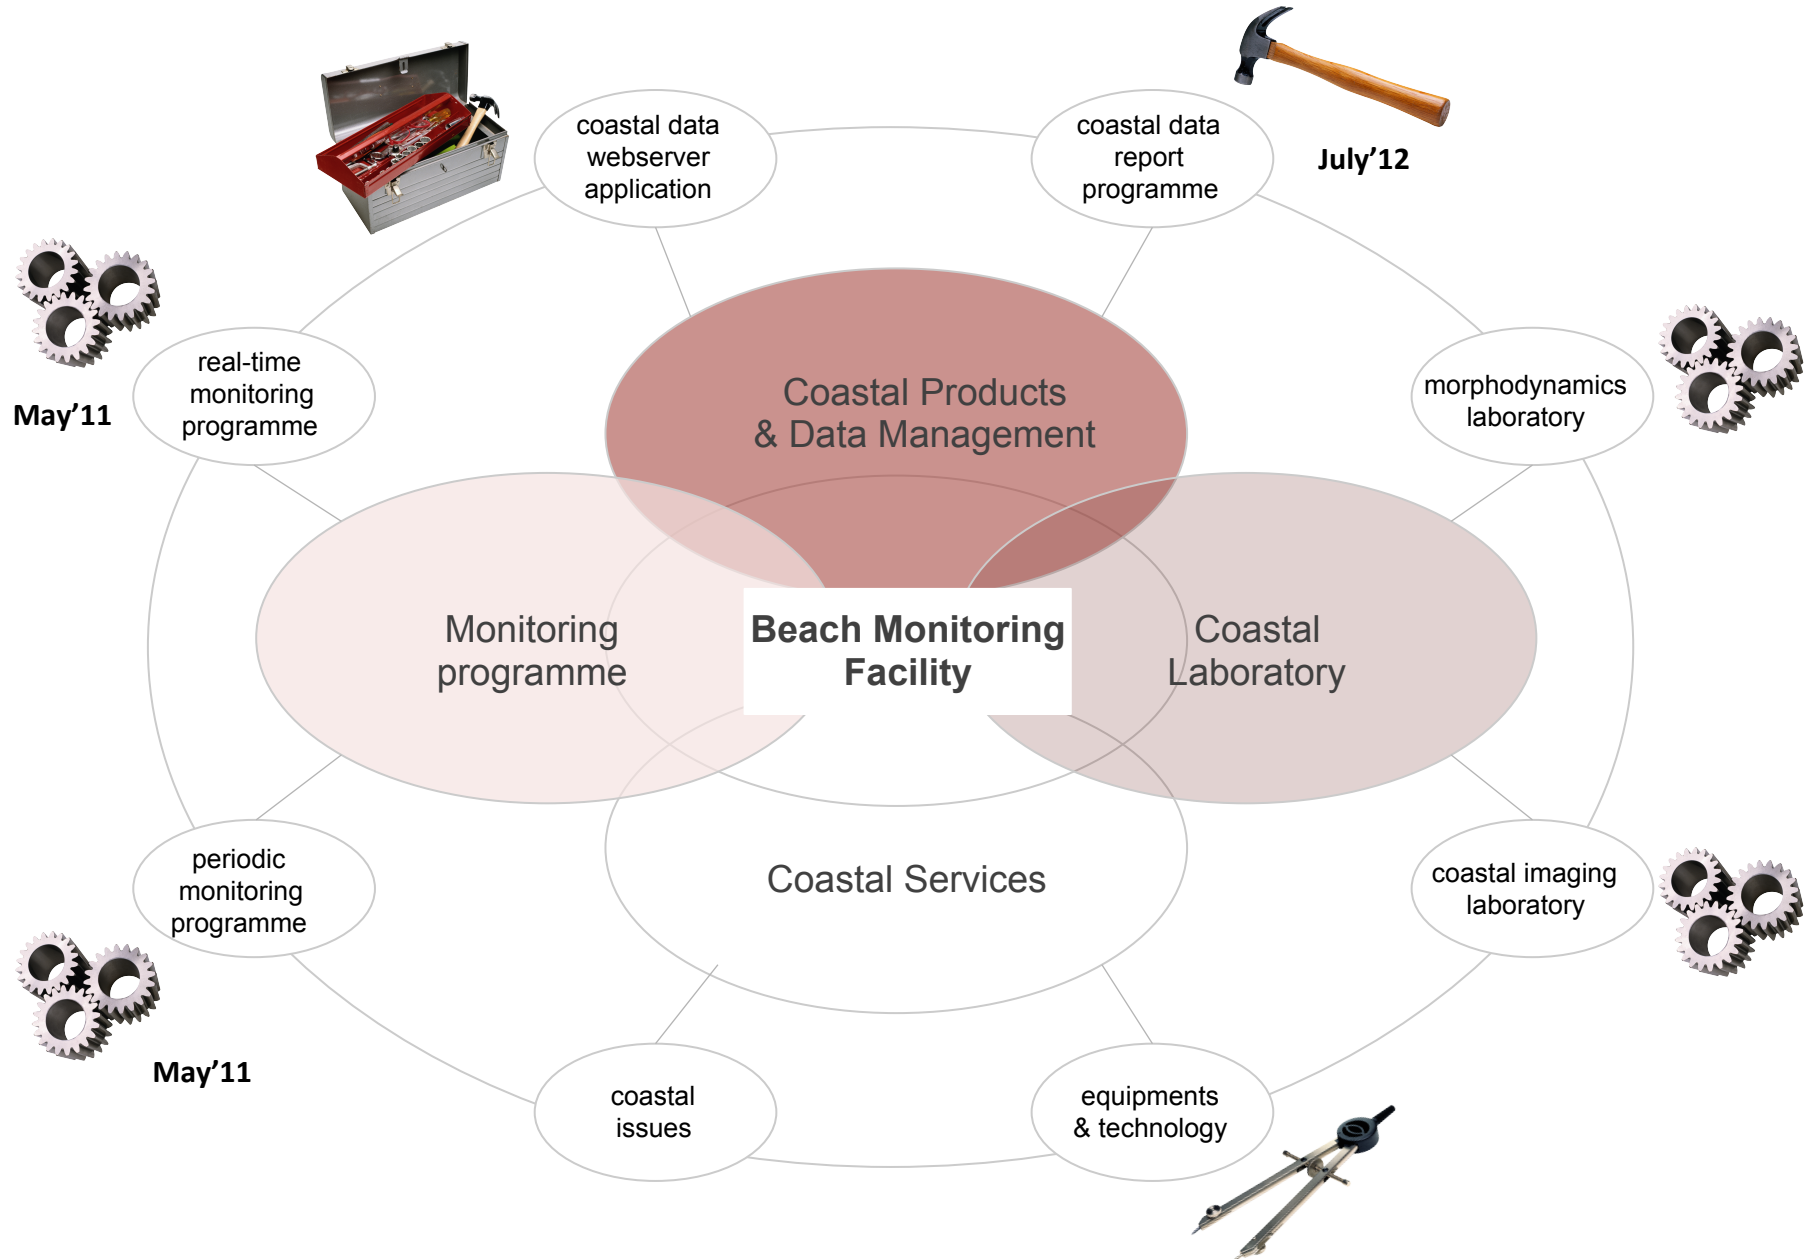 coastal data
webserver
application
coastal data
report
programme
July'12
real-time
monitoring
programme
May'11
Coastal Products
& Data Management
morphodynamics
laboratory
Monitoring
programme
Beach Monitoring
Facility
Coastal
Laboratory
periodic
monitoring
programme
May'11
Coastal Services
coastal imaging
laboratory
coastal
issues
equipments
& technology